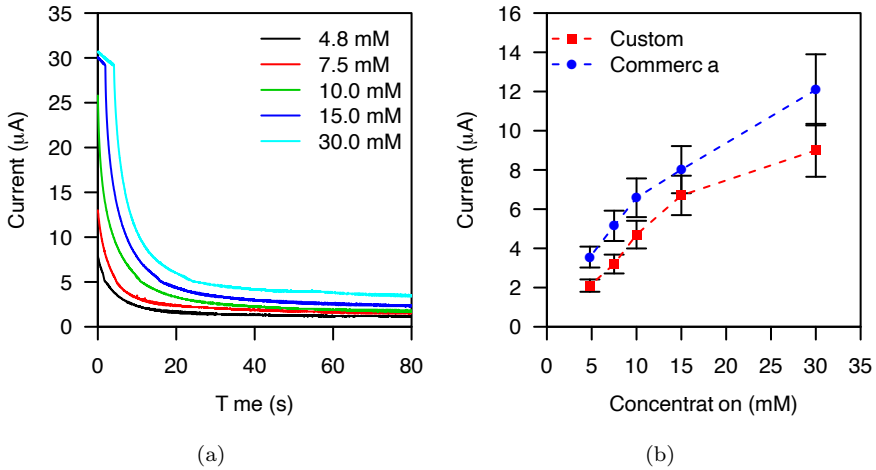 Current (μA)
35
30
25
20
15
10
5
0
4.8 mM
7.5 mM
10.0 mM
15.0 mM
30.0 mM
0 20 40 60 80
T me (s)
(a)
Current (μA)
16
14
12
10
8
6
4
2
0
Custom
Commerc a
0 5 10 15 20 25 30 35
Concentrat on (mM)
(b)